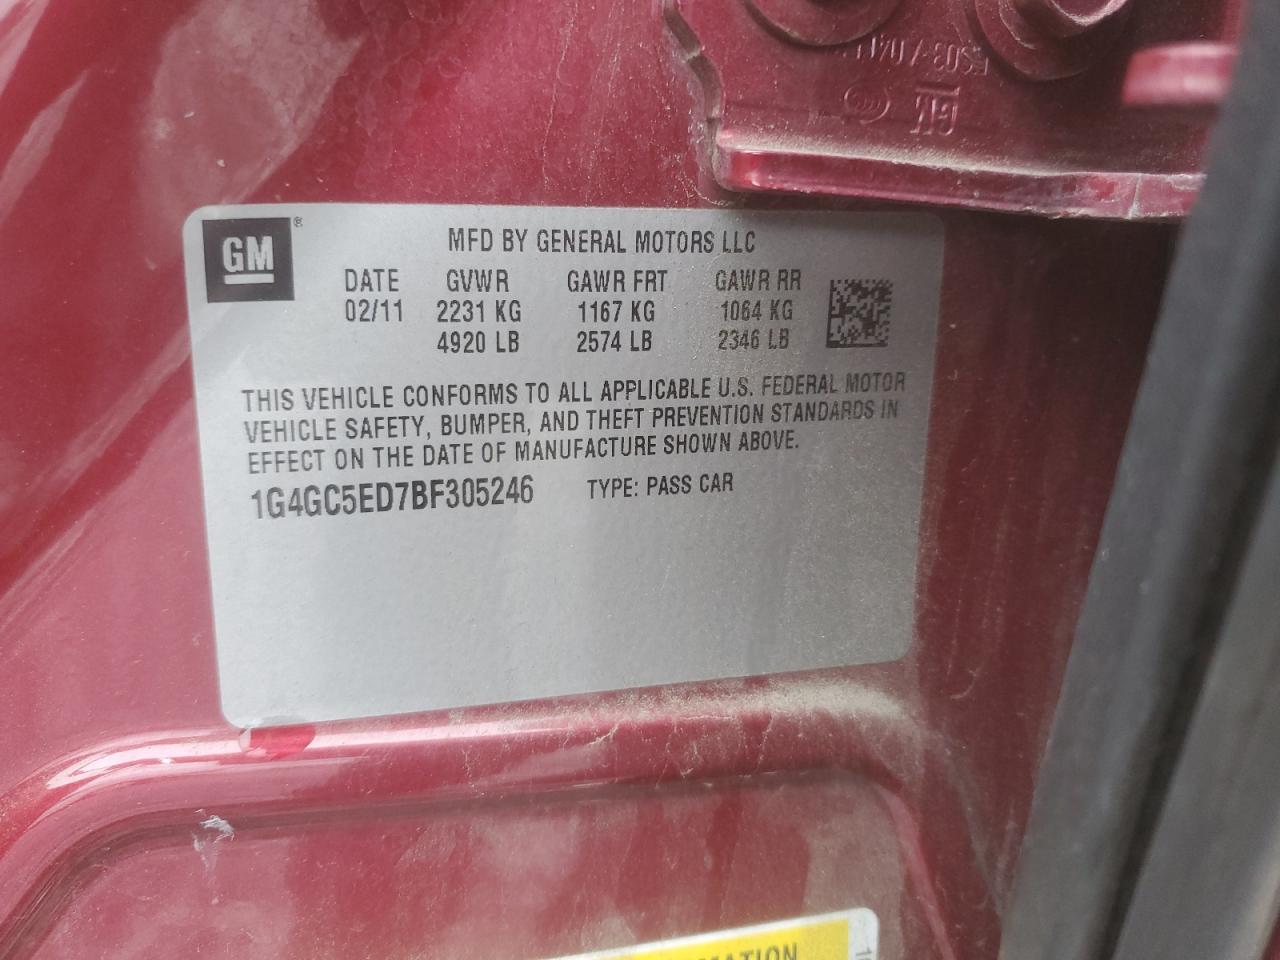 GM
GM®
MFD BY GENERAL MOTORS LLC
DATE GVWR GAWR FRT GAWR RR
02/11 2231 KG 1167 KG 1064 KG
4920 LB 2574 LB 2346 LB
THIS VEHICLE CONFORMS TO ALL APPLICABLE U.S. FEDERAL MOTOR
VEHICLE SAFETY, BUMPER, AND THEFT PREVENTION STANDARDS IN
EFFECT ON THE DATE OF MANUFACTURE SHOWN ABOVE.
1G4GC5ED7BF305246 TYPE: PASS CAR